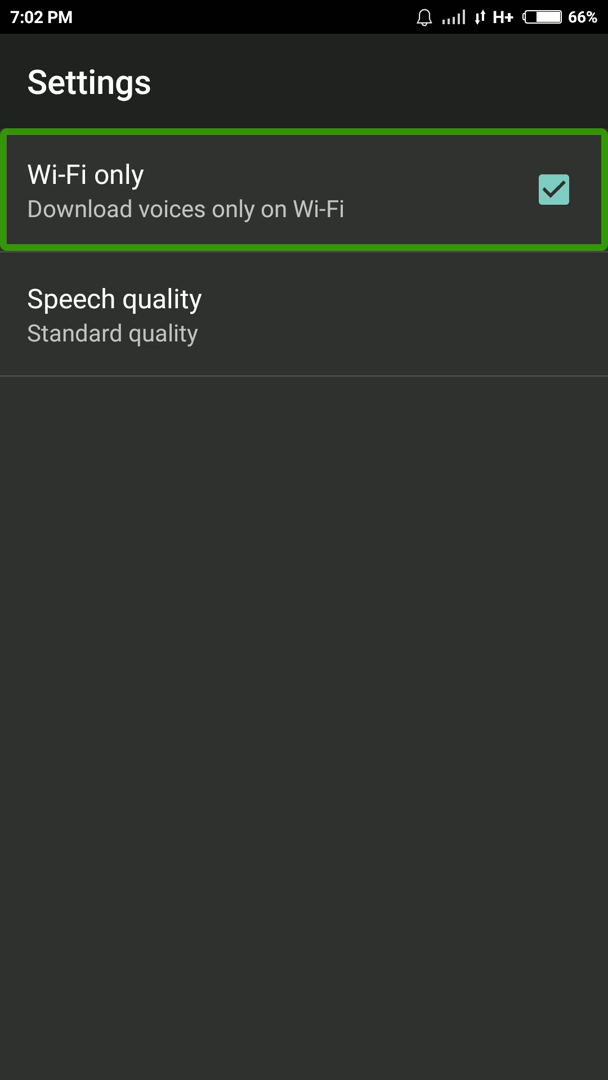 7:02 PM H+ 66%
Settings
Wi-Fi only
Download voices only on Wi-Fi
Speech quality
Standard quality